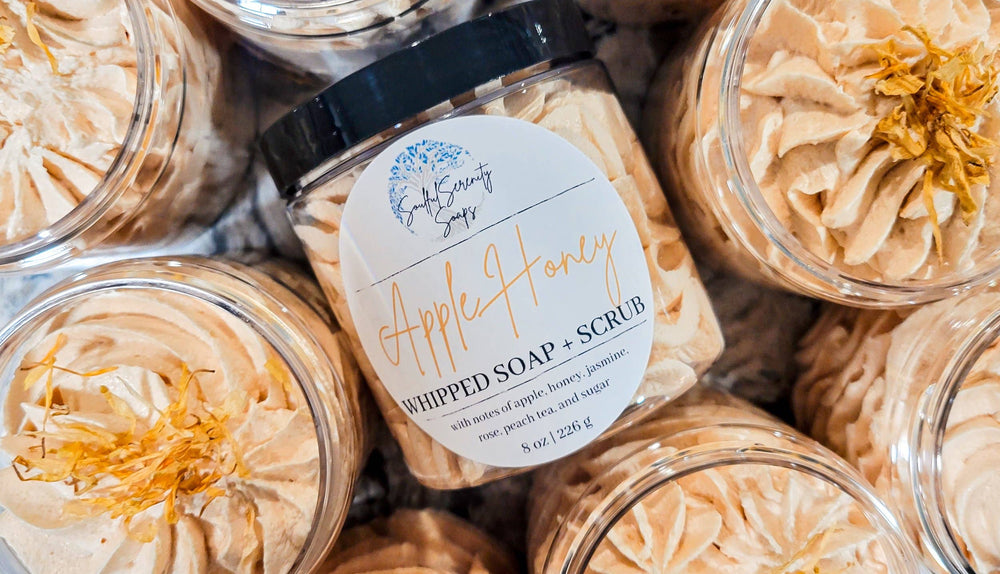 Soulful Serenity
Soaps
Apple Honey
WHIPPED SOAP + SCRUB
with notes of apple, honey, jasmine,
rose, peach tea, and sugar
8 oz | 226 g